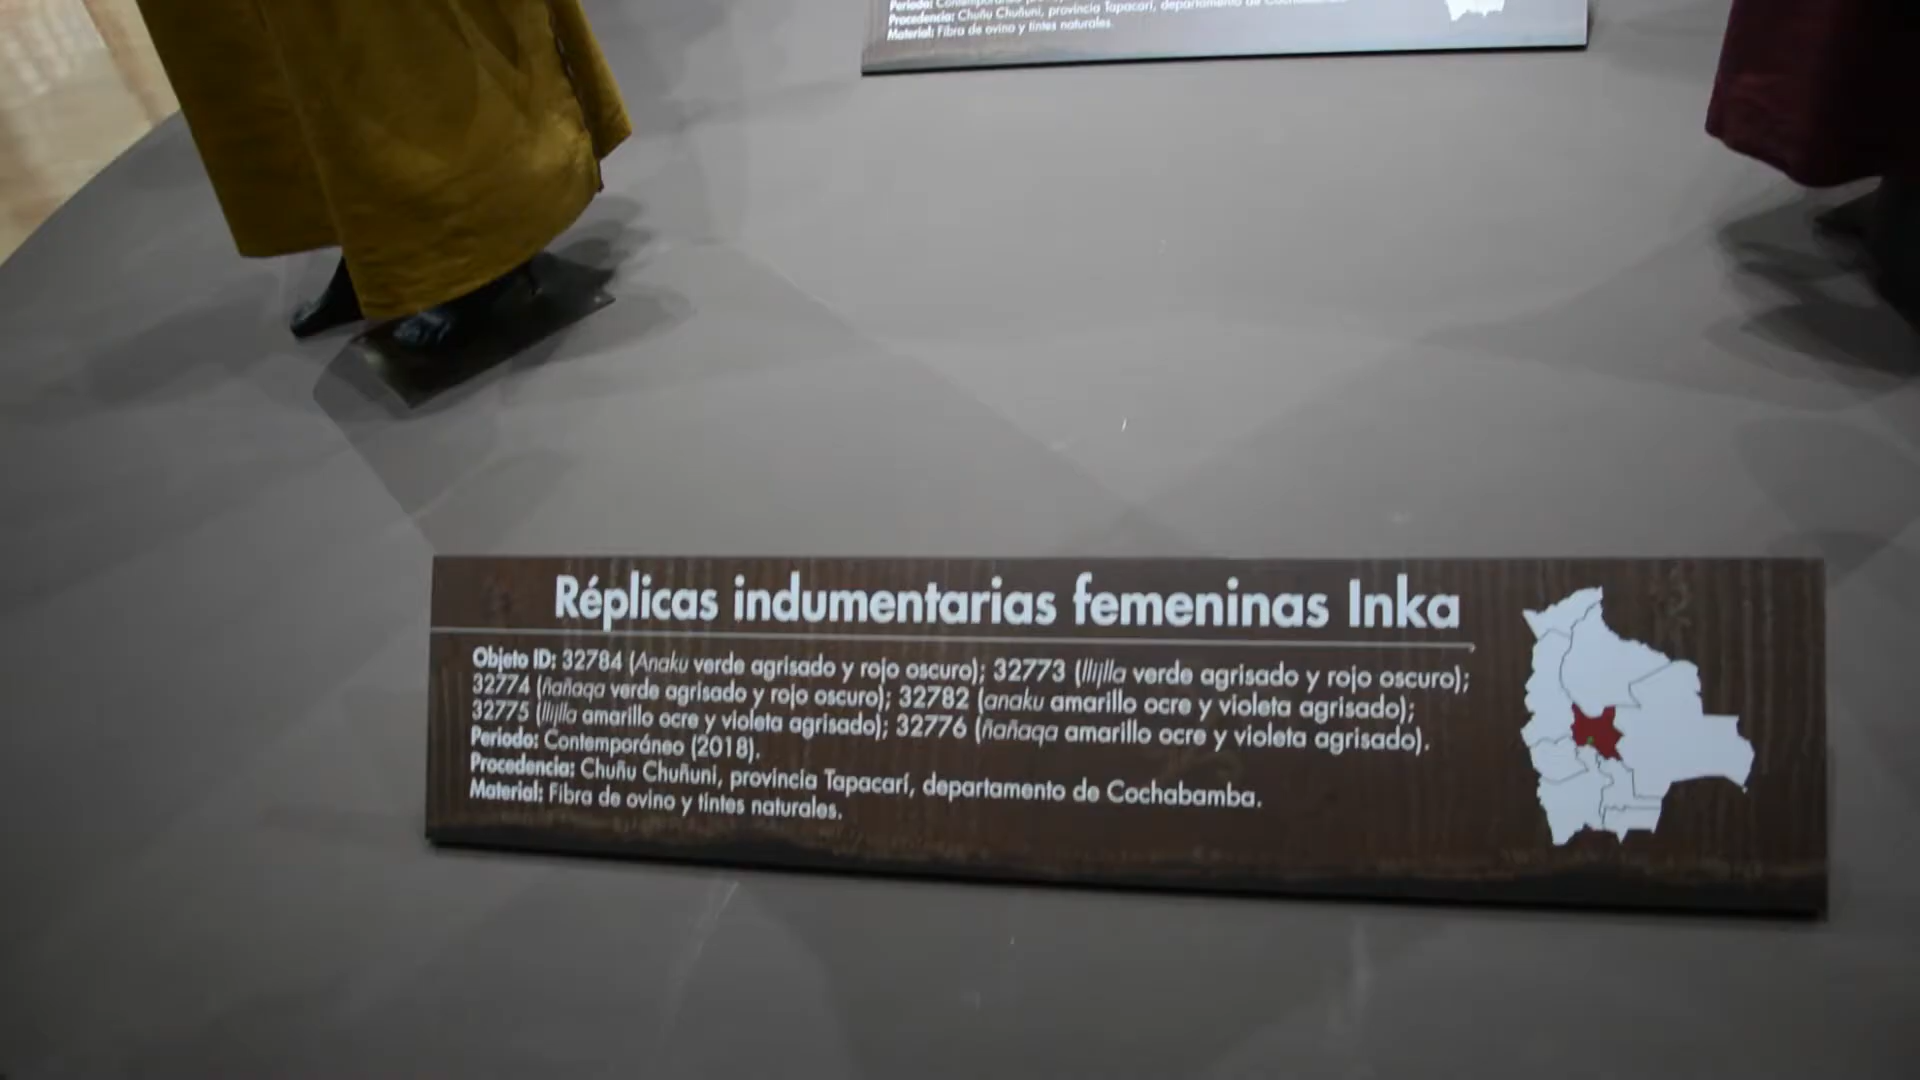 Periodo:
Procedencia: Chuñu Chuñuni, provincia Tapacarí, departamento de Cochabamba.
Material: Fibra de ovino y tintes naturales.
Réplicas indumentarias femeninas Inka
Objeto ID: 32784 (Anaku verde agrisado y rojo oscuro); 32773 (llijlla verde agrisado y rojo oscuro);
32774 (ñañaqa verde agrisado y rojo oscuro); 32782 (anaku amarillo ocre y violeta agrisado);
32775 (llijlla amarillo ocre y violeta agrisado); 32776 (ñañaqa amarillo ocre y violeta agrisado).
Periodo: Contemporáneo (2018).
Procedencia: Chuñu Chuñuni, provincia Tapacarí, departamento de Cochabamba.
Material: Fibra de ovino y tintes naturales.